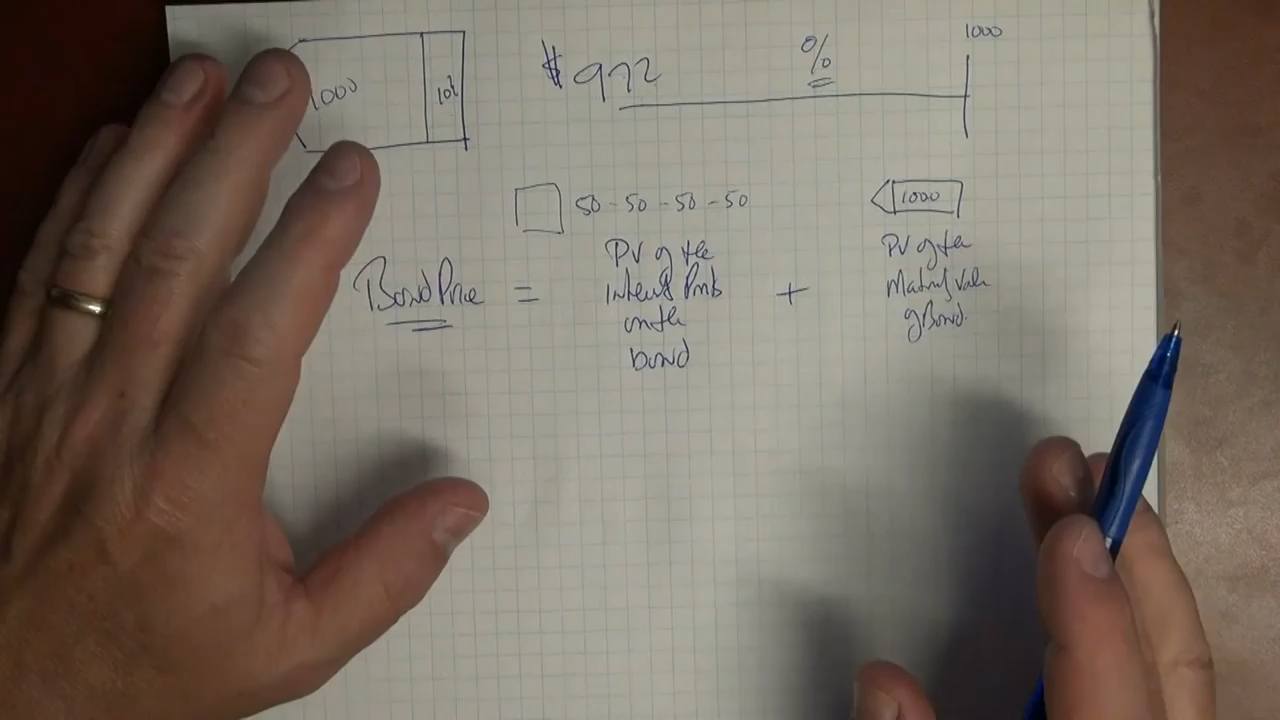 1000
10%
$972
%
1000
50 - 50 - 50 - 50
1000
Bond Price = PV of the
Interest Pmts
on the
bond
+
PV of the
Maturity Value
of Bond.